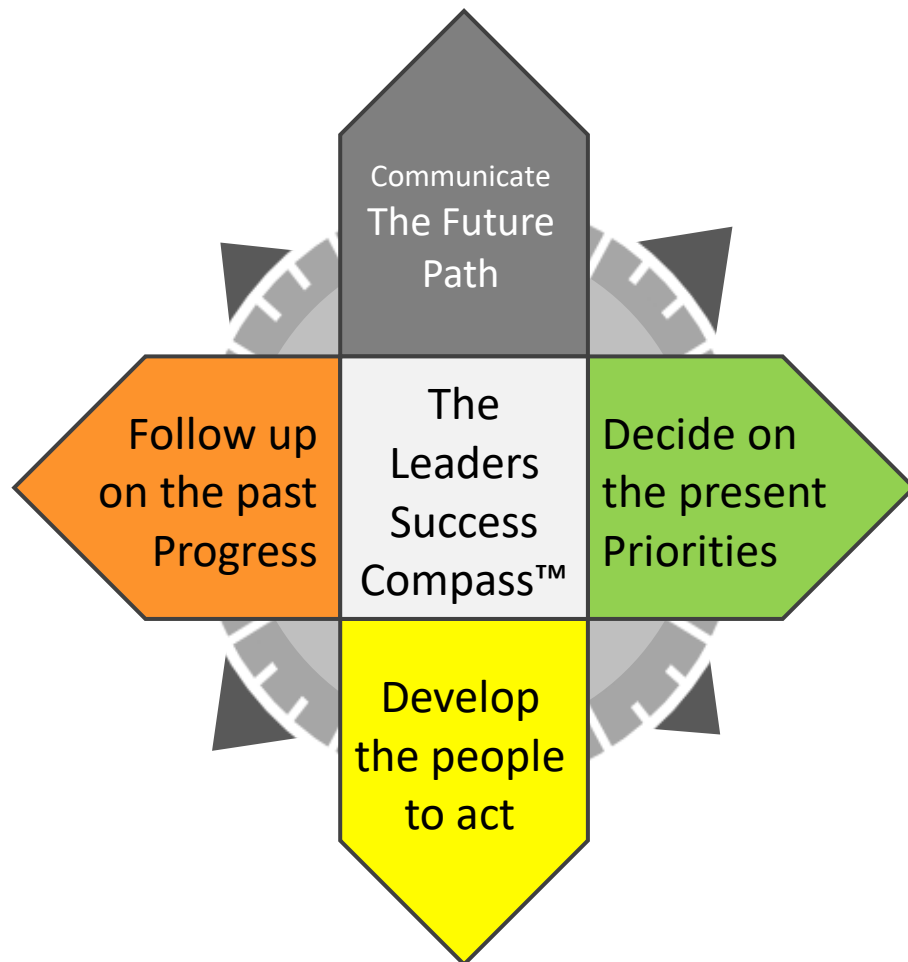 Communicate
The Future
Path
Follow up
on the past
Progress
The
Leaders
Success
Compass™
Decide on
the present
Priorities
Develop
the people
to act